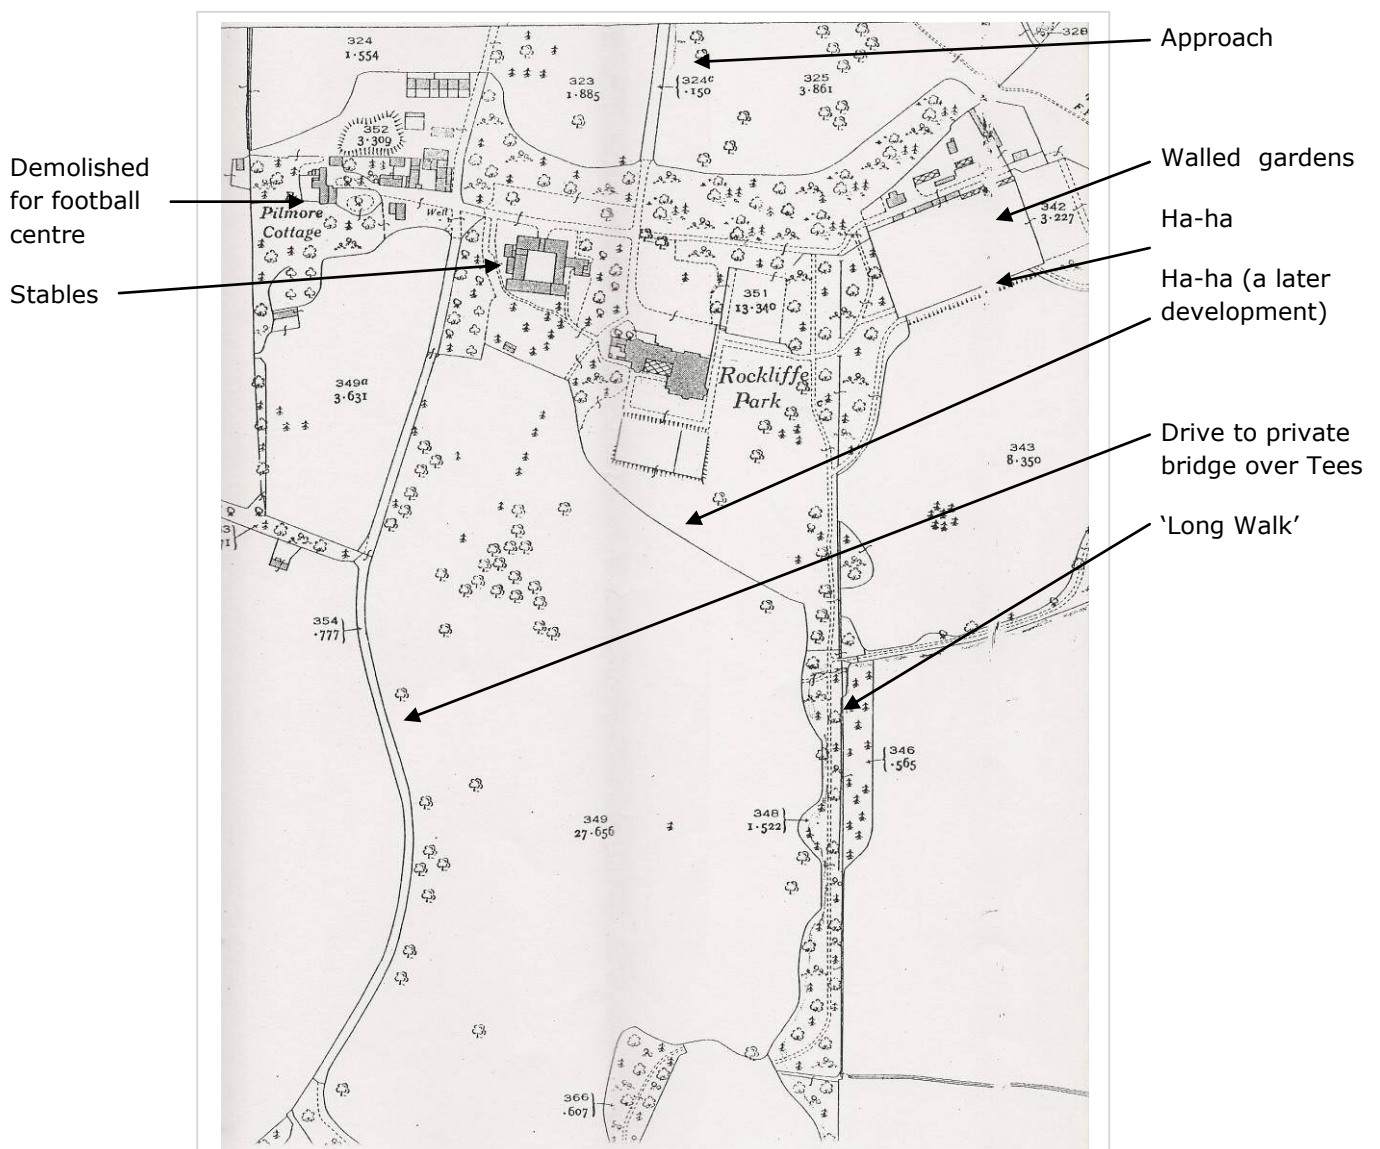 Approach
Walled gardens
Ha-ha
Ha-ha (a later
development)
Drive to private
bridge over Tees
‘Long Walk’
Demolished
for football
centre
Stables
324
1·554
323
1·885
324c
·150
325
3·861
328
352
3·309
Pilmore
Cottage
Well
342
3·227
351
13·340
Rockliffe
Park
349a
3·631
343
8·350
354
·777
346
·565
349
27·656
348
1·522
366
·607